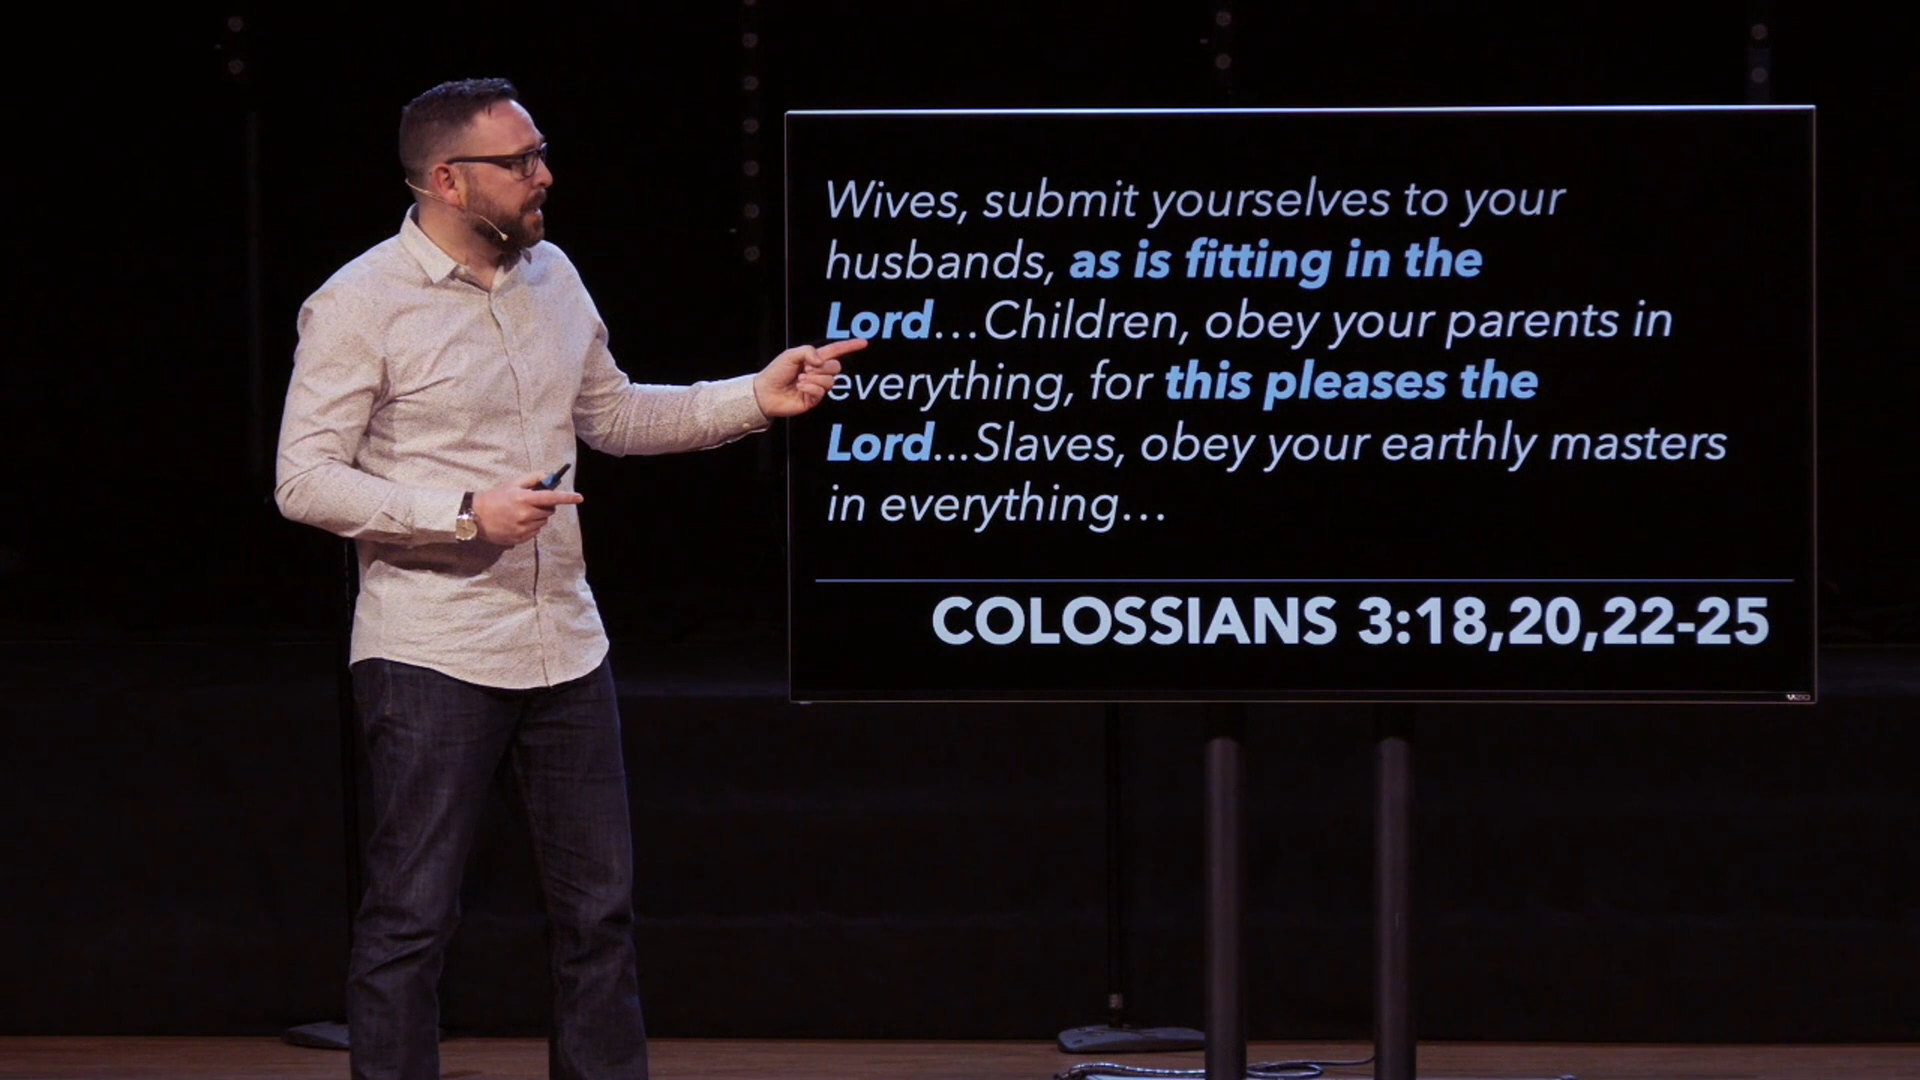 Wives, submit yourselves to your
husbands, as is fitting in the
Lord…Children, obey your parents in
everything, for this pleases the
Lord...Slaves, obey your earthly masters
in everything…
COLOSSIANS 3:18,20,22-25
VIZIO